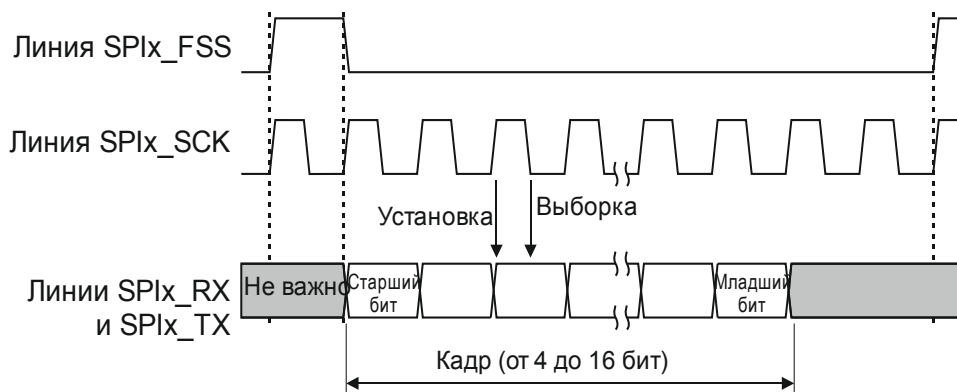 Линия SPIx_FSS
Линия SPIx_SCK
Установка
Выборка
Линии SPIx_RX
и SPIx_TX
Не важно
Старший
бит
Младший
бит
Кадр (от 4 до 16 бит)